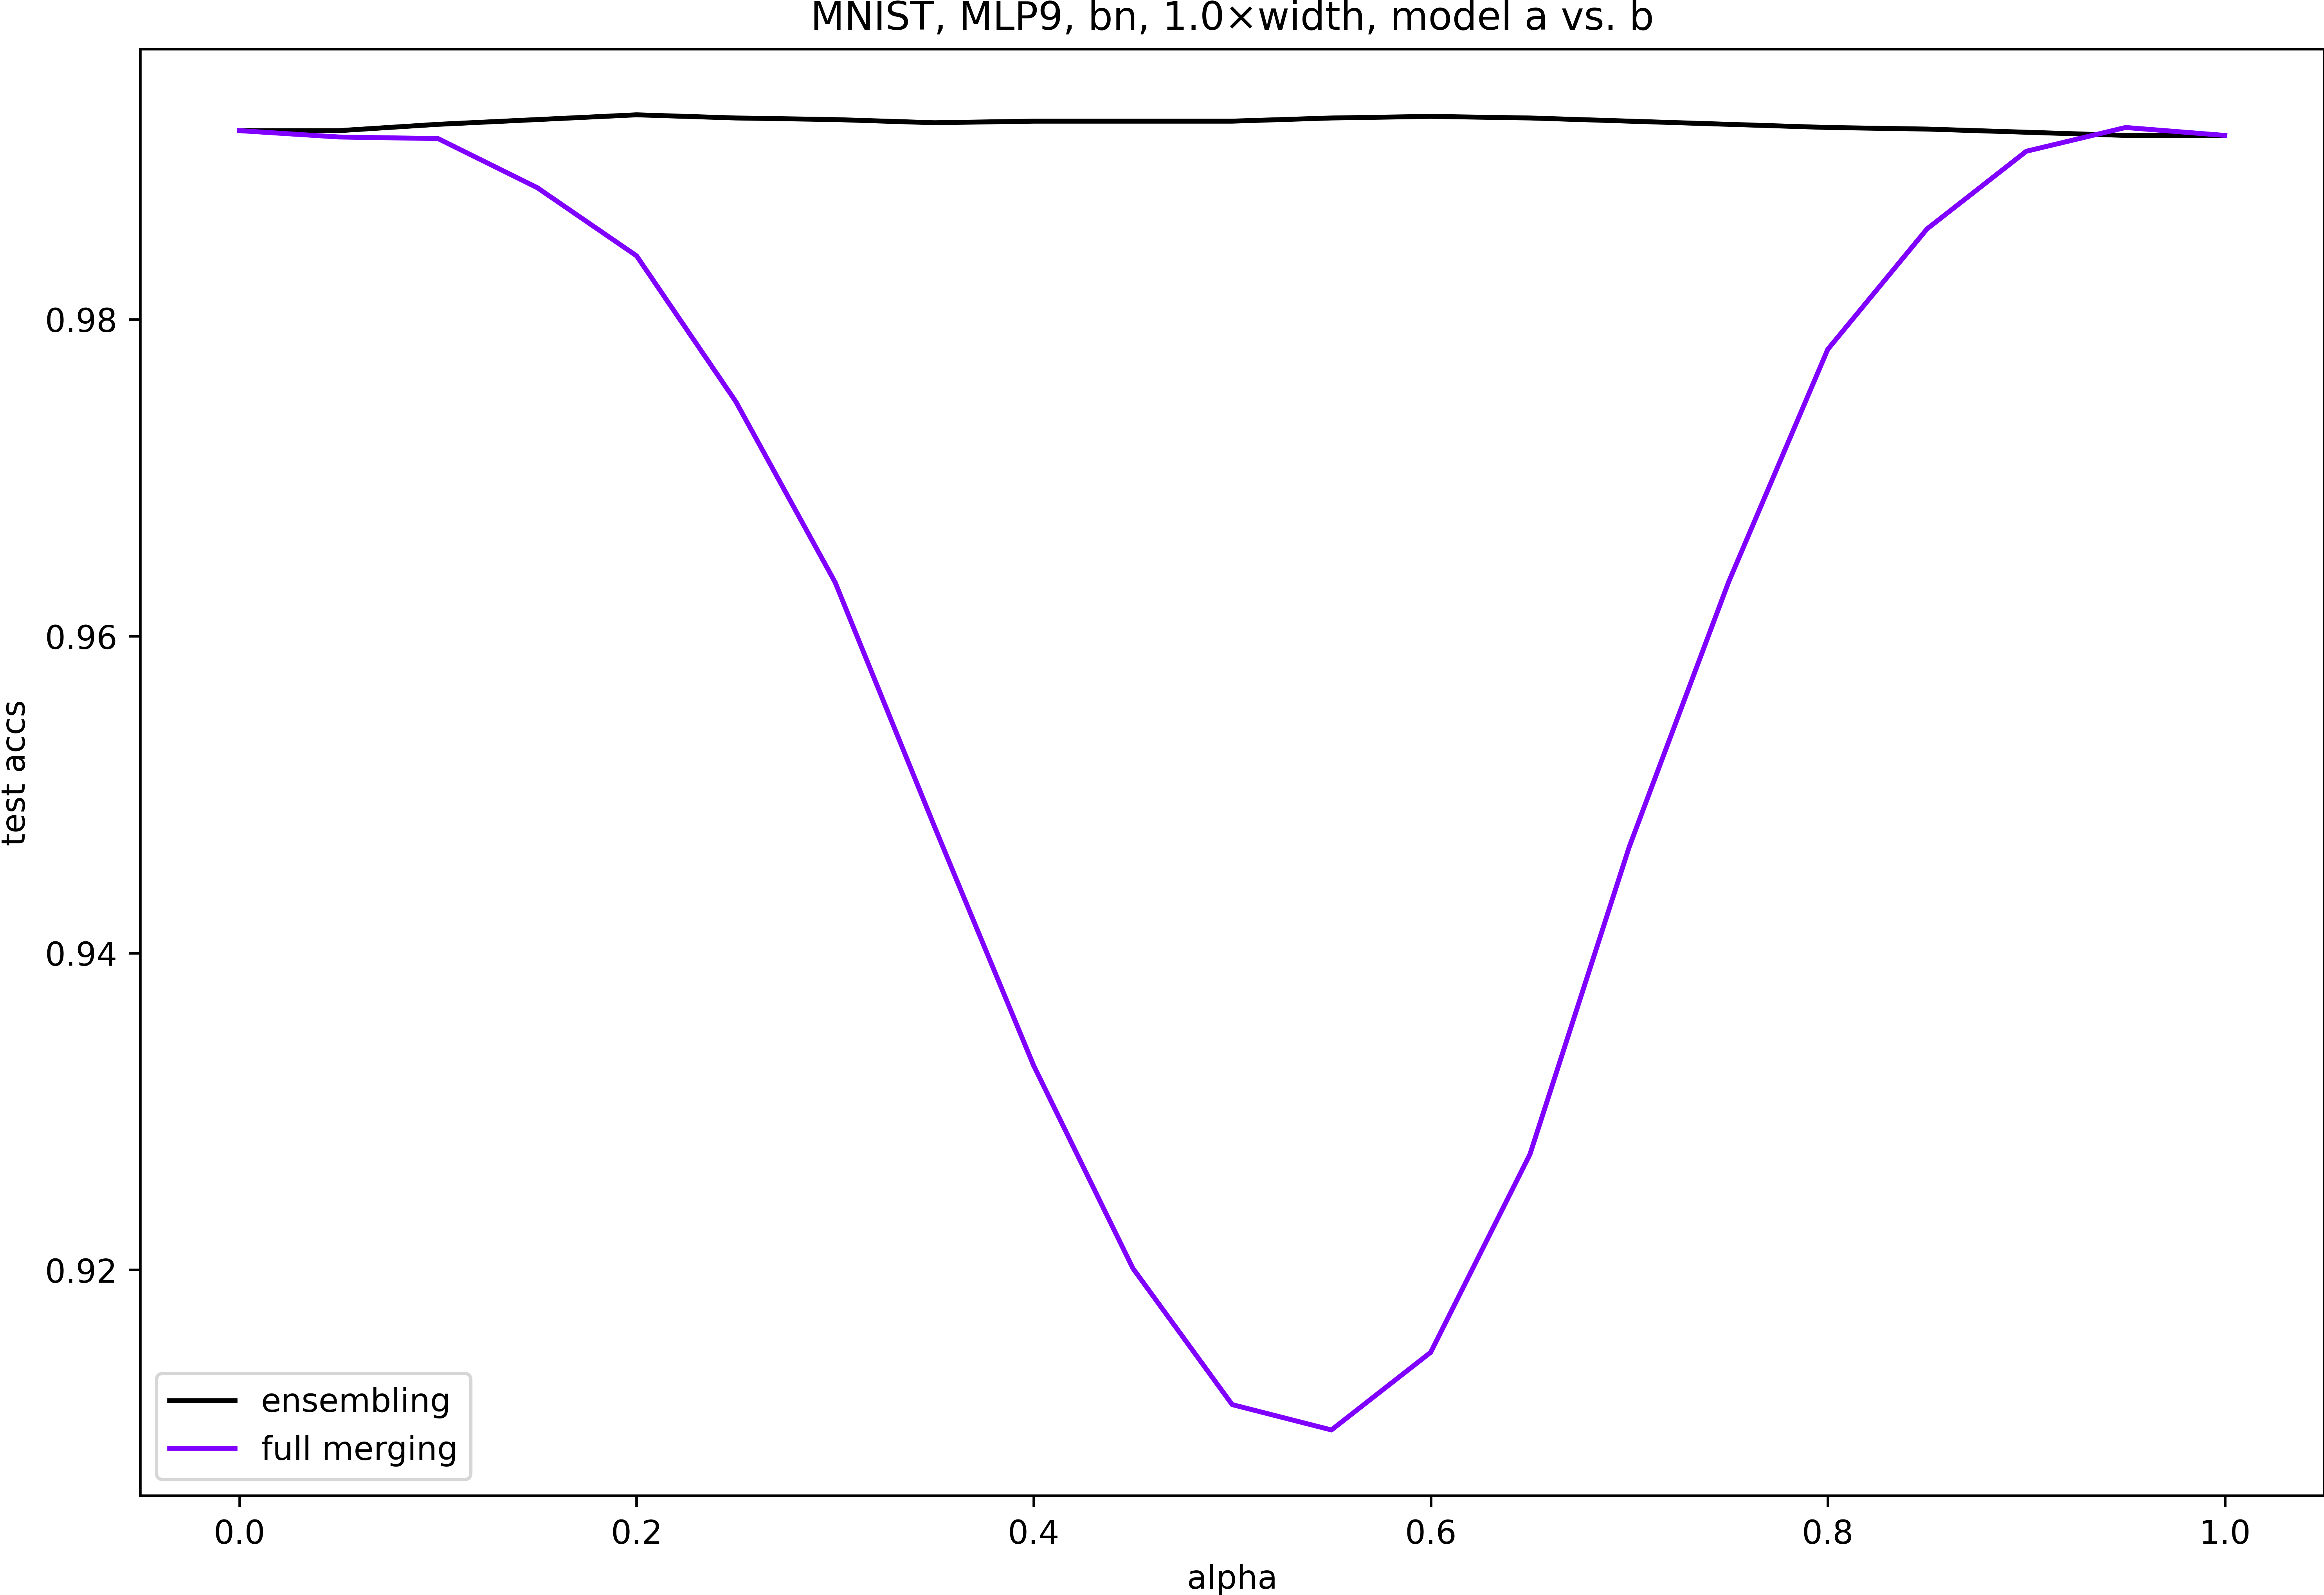 MNIST, MLP9, bn, 1.0×width, model a vs. b
test accs
0.98
0.96
0.94
0.92
ensembling
full merging
0.0 0.2 0.4 0.6 0.8 1.0
alpha